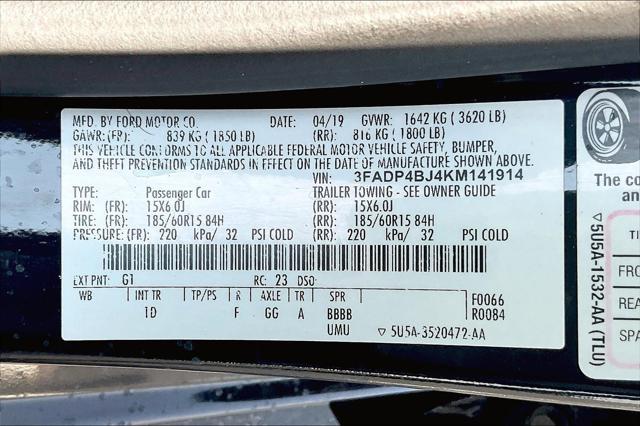 MFD. BY FORD MOTOR CO. DATE: 04/19 GVWR: 1642 KG ( 3620 LB)
GAWR: (FR): 839 KG ( 1850 LB) (RR): 816 KG ( 1800 LB)
THIS VEHICLE CONFORMS TO ALL APPLICABLE FEDERAL MOTOR VEHICLE SAFETY, BUMPER,
AND THEFT PREVENTION STANDARDS IN EFFECT ON THE DATE OF MANUFACTURE SHOWN ABOVE.
VIN: 3FADP4BJ4KM141914
TYPE: Passenger Car TRAILER TOWING - SEE OWNER GUIDE
RIM: (FR): 15X6.0J (RR): 15X6.0J
TIRE: (FR): 185/60R15 84H (RR): 185/60R15 84H
PRESSURE: (FR): 220 kPa/ 32 PSI COLD (RR): 220 kPa/ 32 PSI COLD
EXT PNT: G1 RC: 23 DSO:
WB INT TR TP/PS R AXLE TR SPR F0066
1D F GG A BBBB R0084
UMU ▽ 5U5A-3520472-AA
The co
▽5U5A-1532-AA (TLU)
TI
FRO
REA
SPA